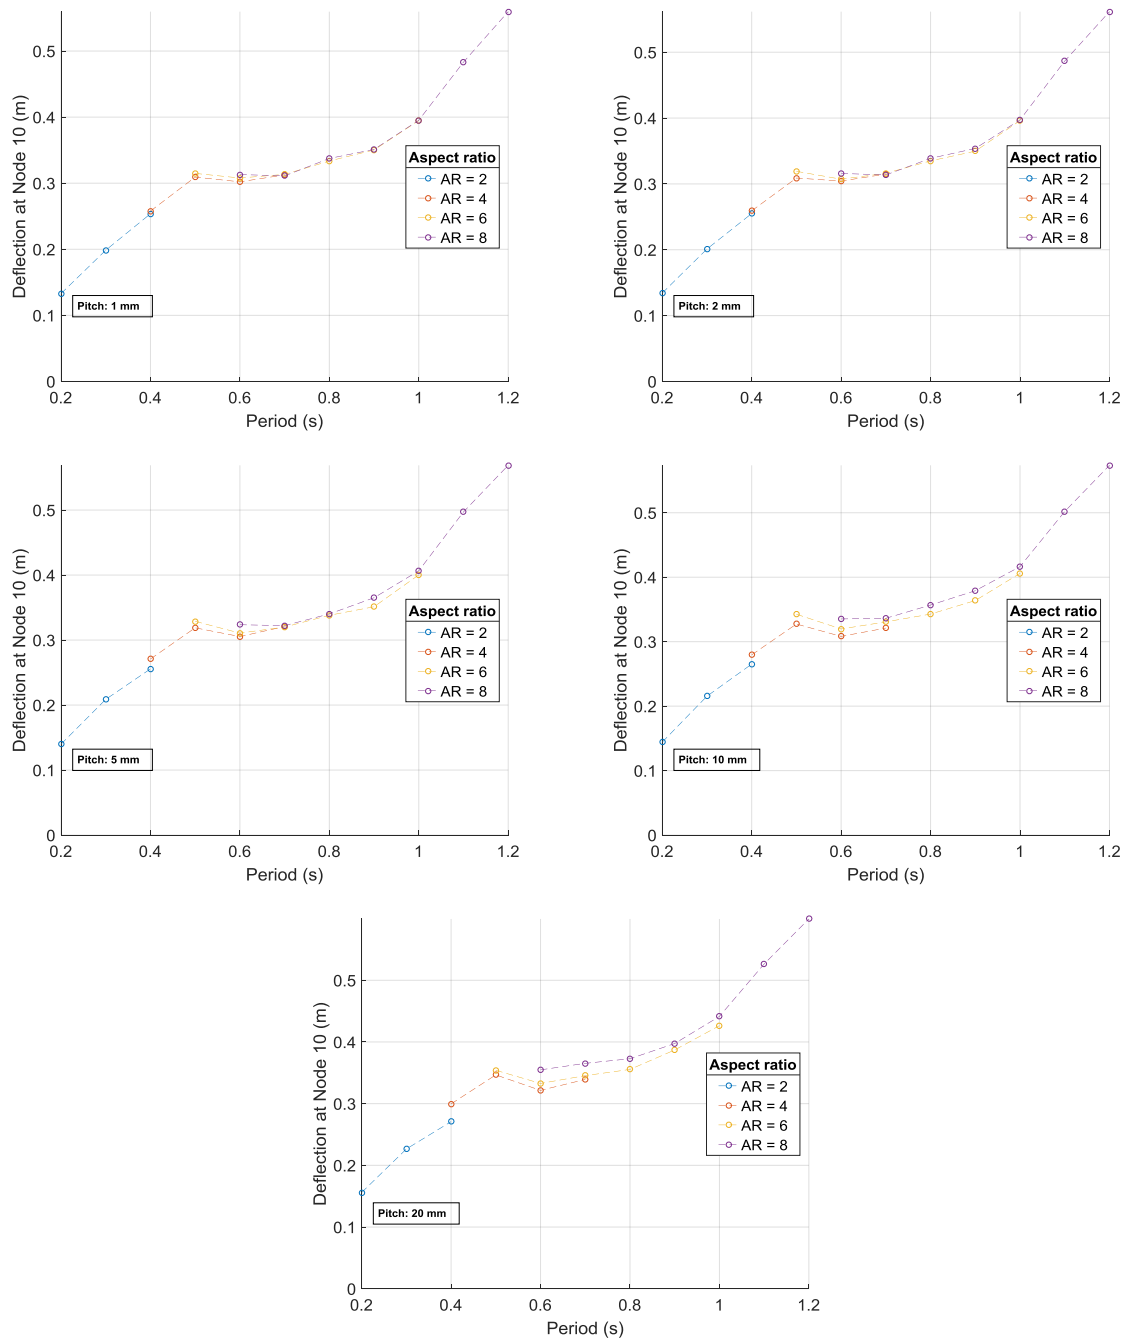 0.5
0.4
0.3
0.2
0.1
0
Deflection at Node 10 (m)
Aspect ratio
AR = 2
AR = 4
AR = 6
AR = 8
Pitch: 1 mm
0.2 0.4 0.6 0.8 1 1.2
Period (s)
0.5
0.4
0.3
0.2
0.1
0
Deflection at Node 10 (m)
Aspect ratio
AR = 2
AR = 4
AR = 6
AR = 8
Pitch: 2 mm
0.2 0.4 0.6 0.8 1 1.2
Period (s)
0.5
0.4
0.3
0.2
0.1
0
Deflection at Node 10 (m)
Aspect ratio
AR = 2
AR = 4
AR = 6
AR = 8
Pitch: 5 mm
0.2 0.4 0.6 0.8 1 1.2
Period (s)
0.5
0.4
0.3
0.2
0.1
0
Deflection at Node 10 (m)
Aspect ratio
AR = 2
AR = 4
AR = 6
AR = 8
Pitch: 10 mm
0.2 0.4 0.6 0.8 1 1.2
Period (s)
0.5
0.4
0.3
0.2
0.1
0
Deflection at Node 10 (m)
Aspect ratio
AR = 2
AR = 4
AR = 6
AR = 8
Pitch: 20 mm
0.2 0.4 0.6 0.8 1 1.2
Period (s)